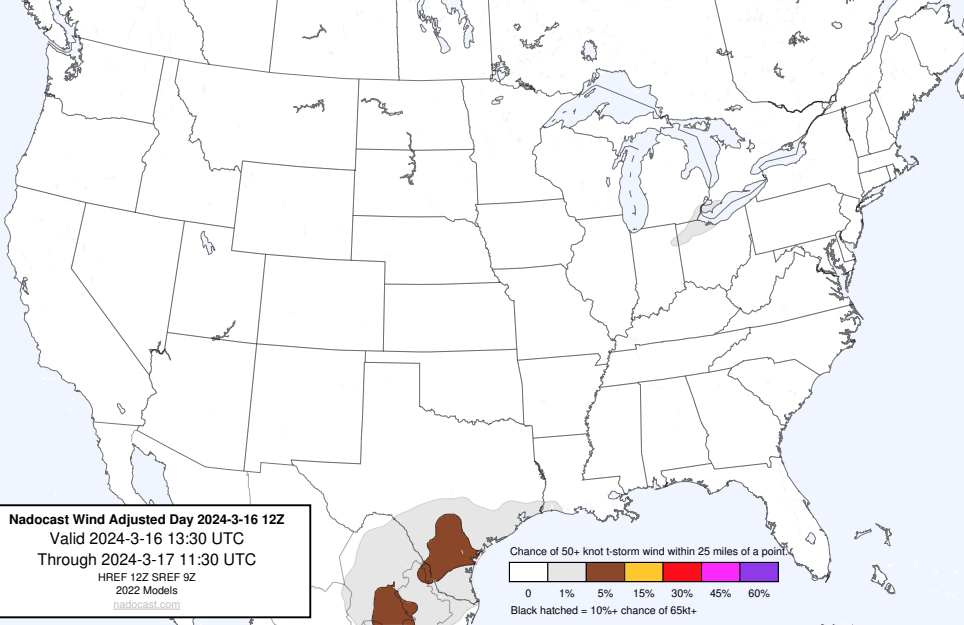 Nadocast Wind Adjusted Day 2024-3-16 12Z
Valid 2024-3-16 13:30 UTC
Through 2024-3-17 11:30 UTC
HREF 12Z SREF 9Z
2022 Models
nadocast.com
Chance of 50+ knot t-storm wind within 25 miles of a point.
0 1% 5% 15% 30% 45% 60%
Black hatched = 10%+ chance of 65kt+